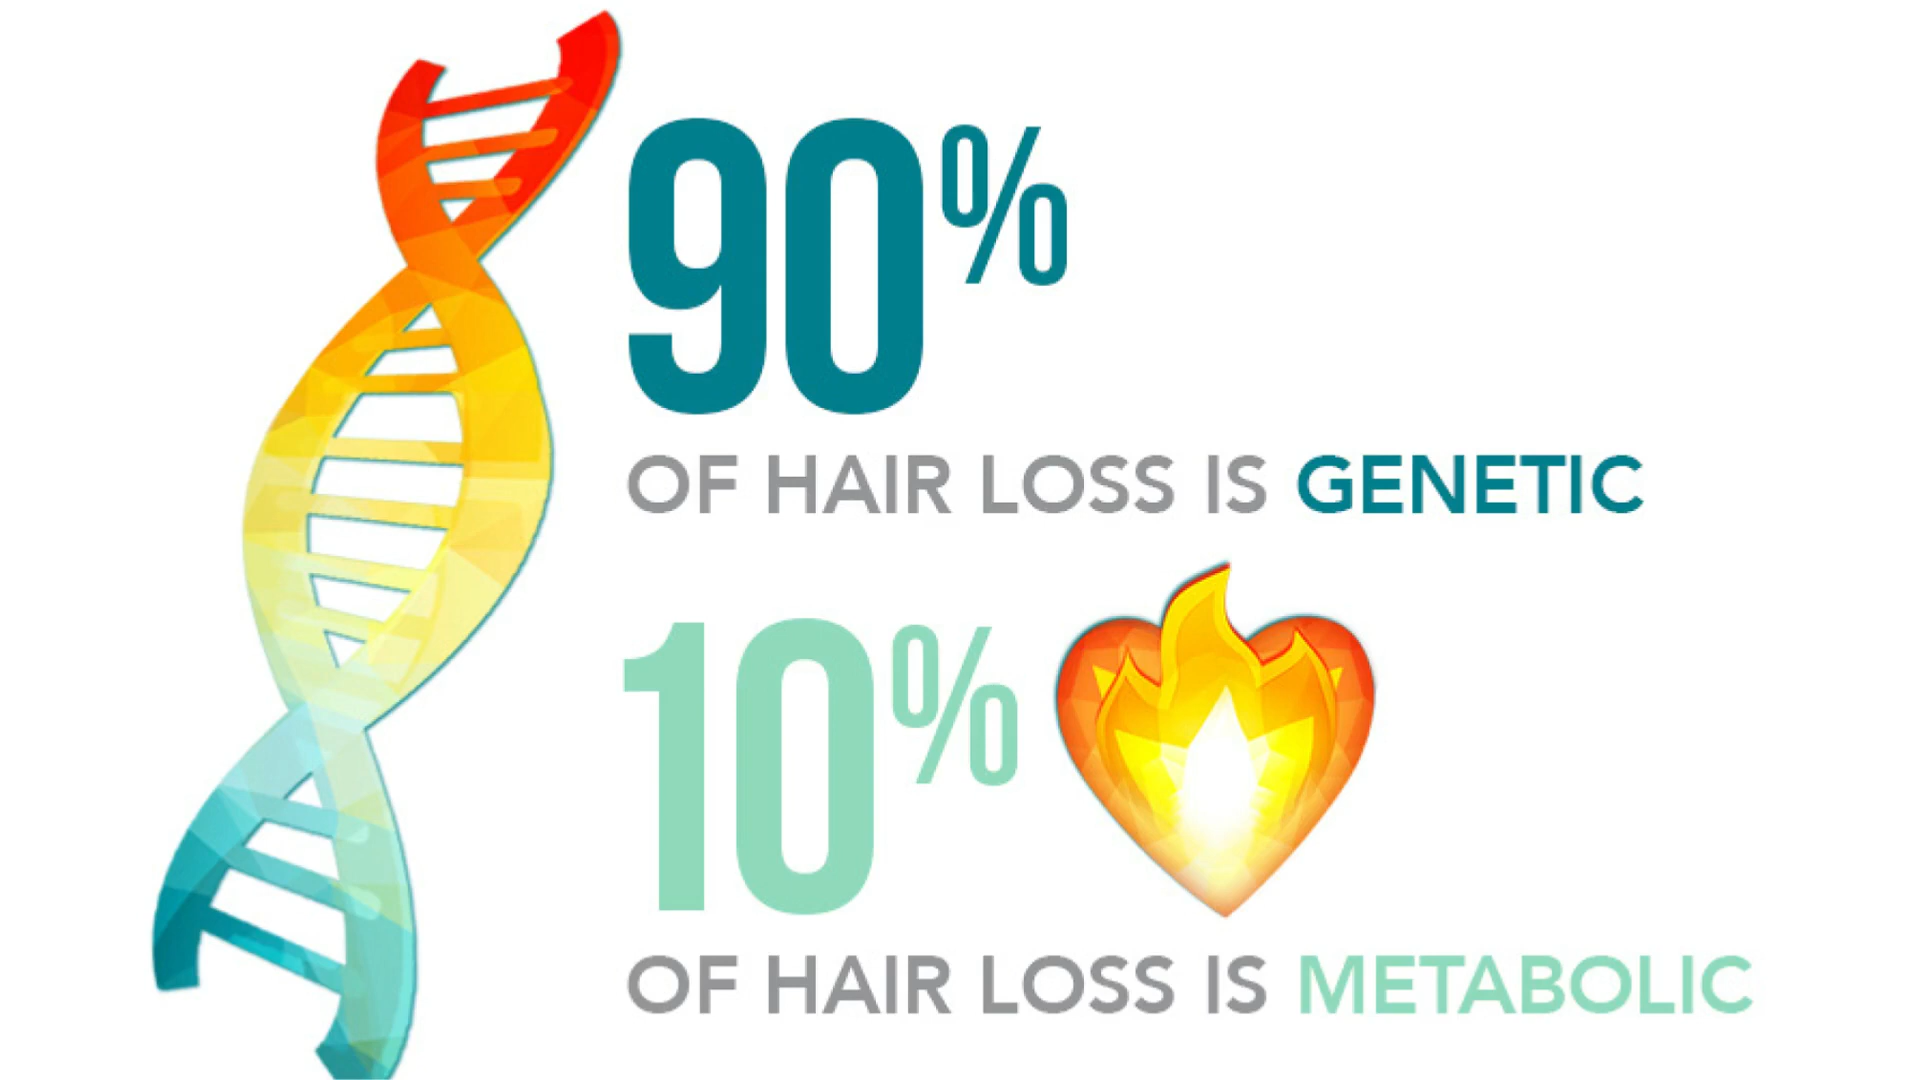 90%
OF HAIR LOSS IS GENETIC
10%
OF HAIR LOSS IS METABOLIC